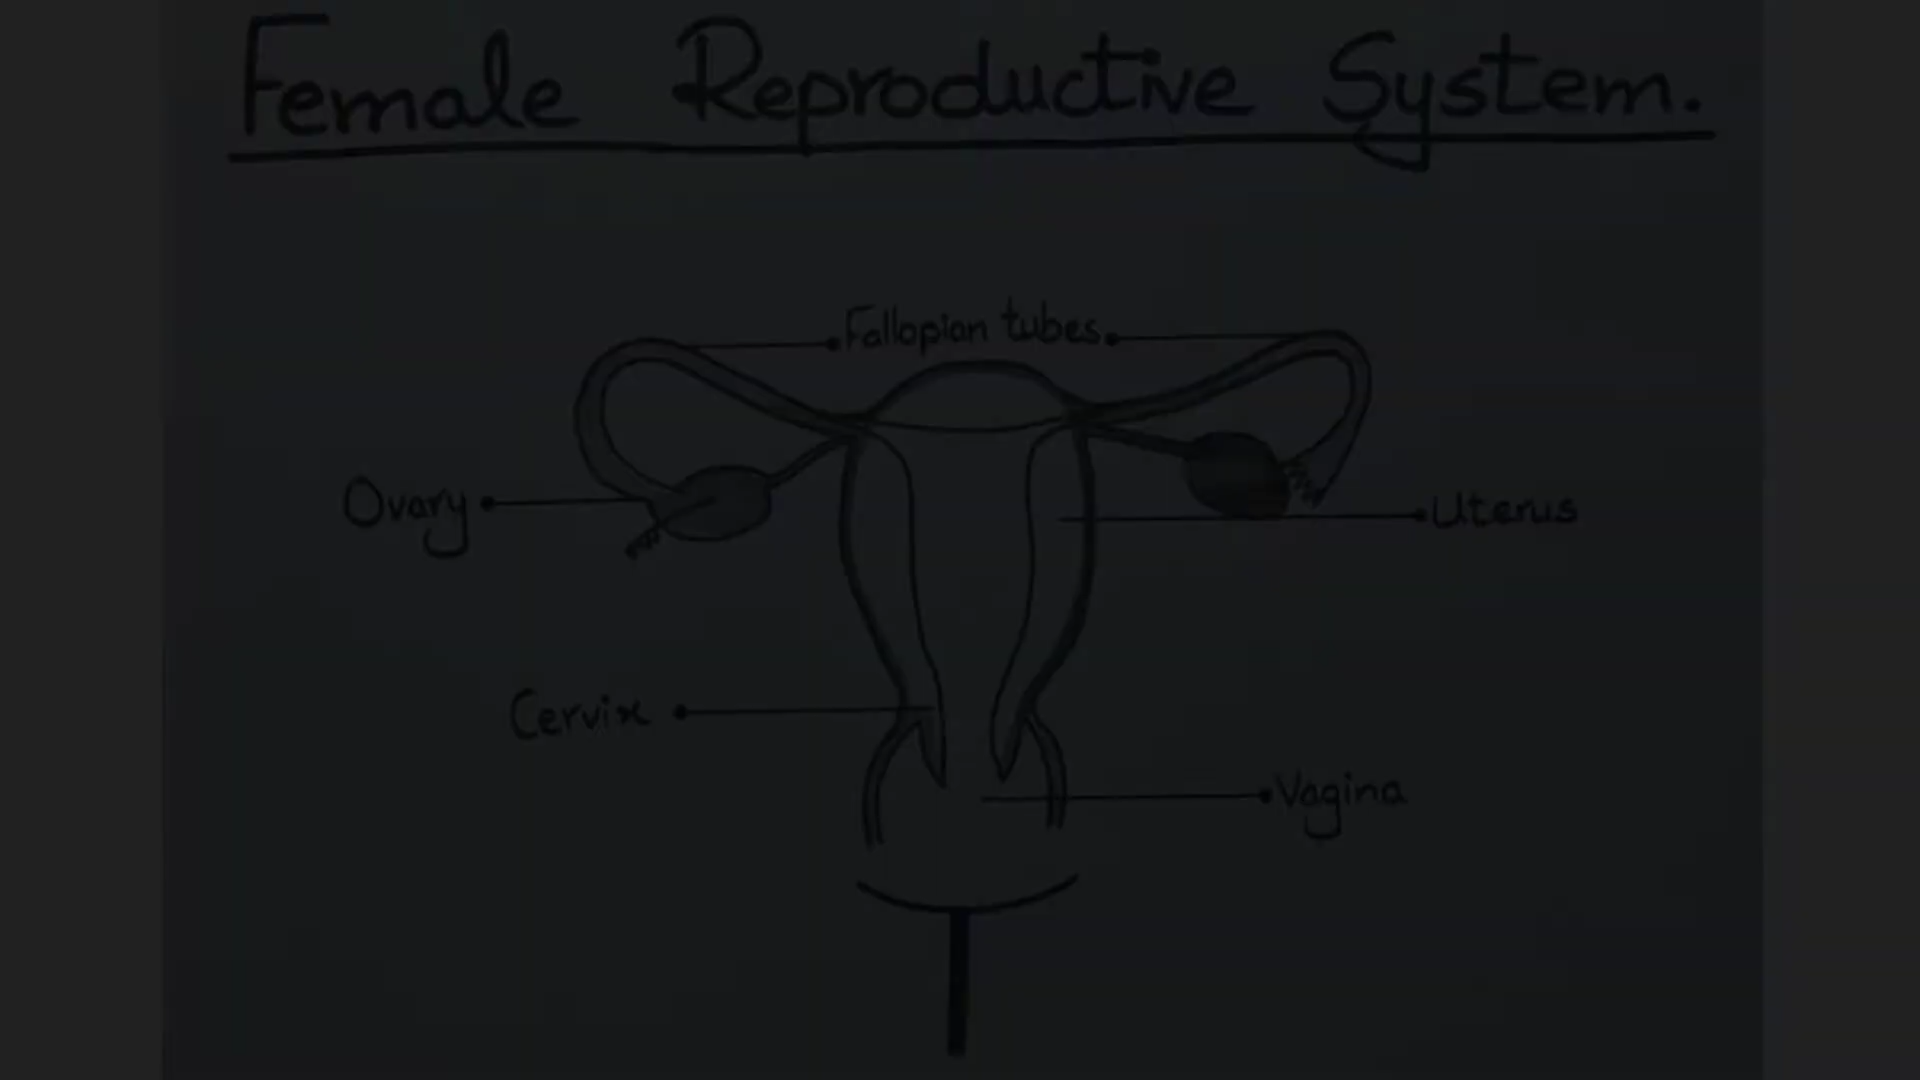 Female Reproductive System.
Fallopian tubes
Ovary
Uterus
Cervix
Vagina